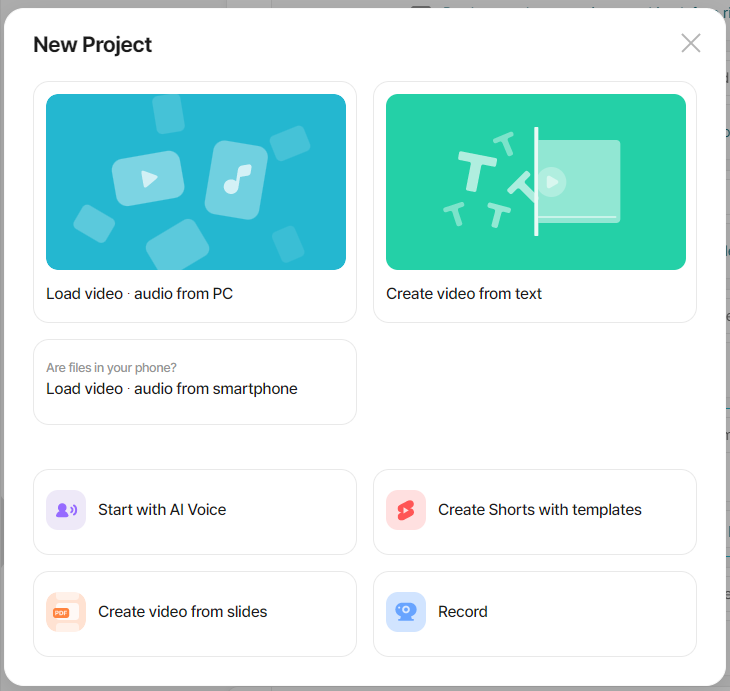 New Project
Load video · audio from PC
Create video from text
Are files in your phone?
Load video · audio from smartphone
Start with AI Voice
Create Shorts with templates
PDF
Create video from slides
Record